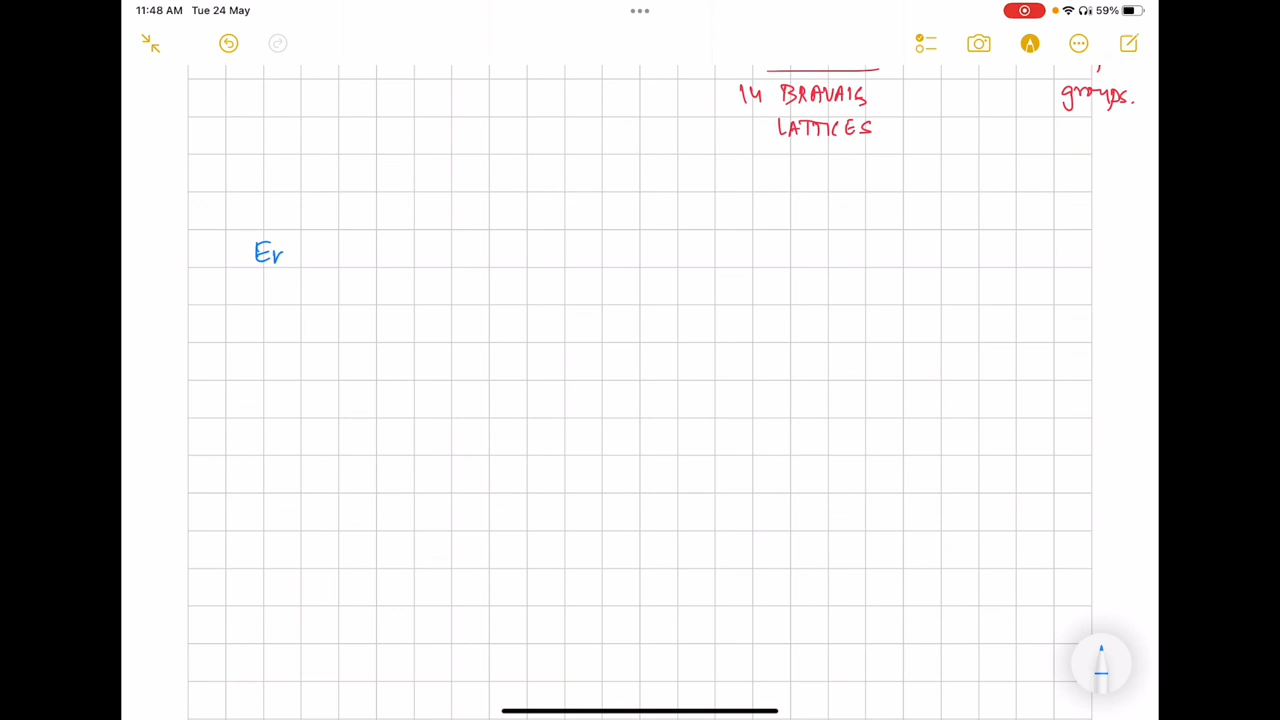 11:48 AM Tue 24 May
59%
14 BRAVAIS
LATTICES
groups.
Er